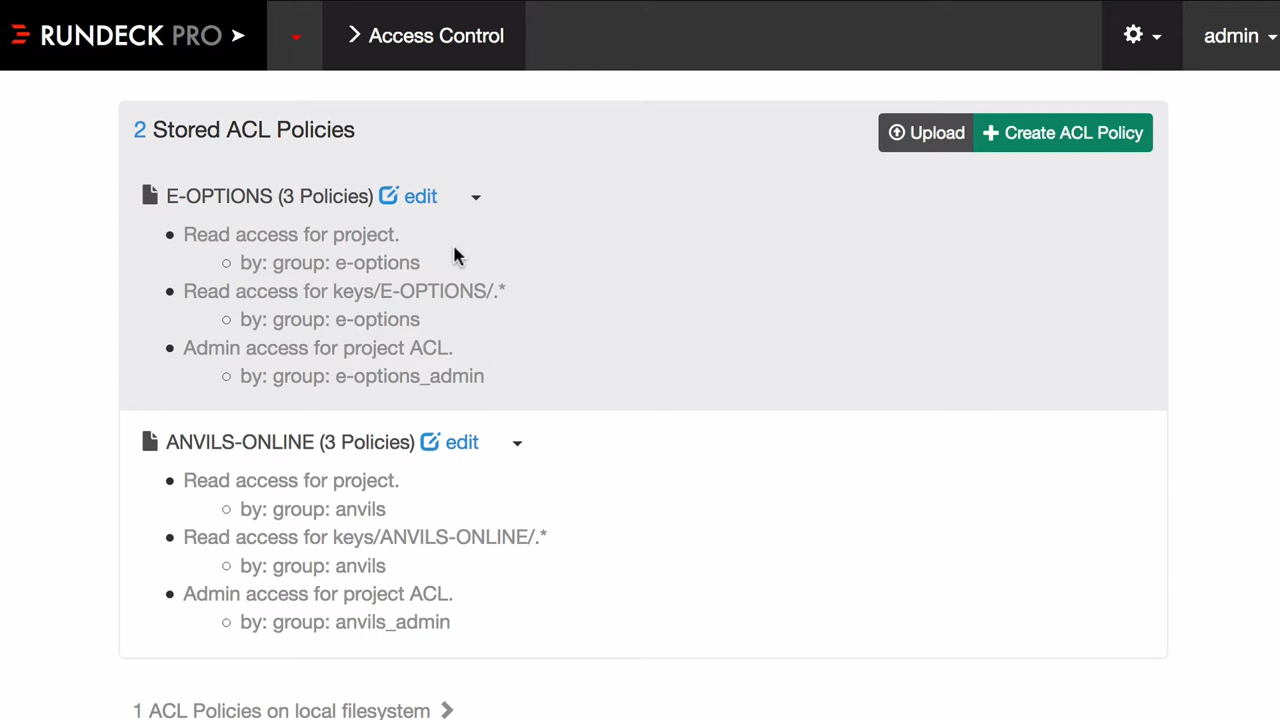 RUNDECK PRO
Access Control
admin
2 Stored ACL Policies
Upload
Create ACL Policy
E-OPTIONS (3 Policies) edit
Read access for project.
by: group: e-options
Read access for keys/E-OPTIONS/.*
by: group: e-options
Admin access for project ACL.
by: group: e-options_admin
ANVILS-ONLINE (3 Policies) edit
Read access for project.
by: group: anvils
Read access for keys/ANVILS-ONLINE/.*
by: group: anvils
Admin access for project ACL.
by: group: anvils_admin
1 ACL Policies on local filesystem